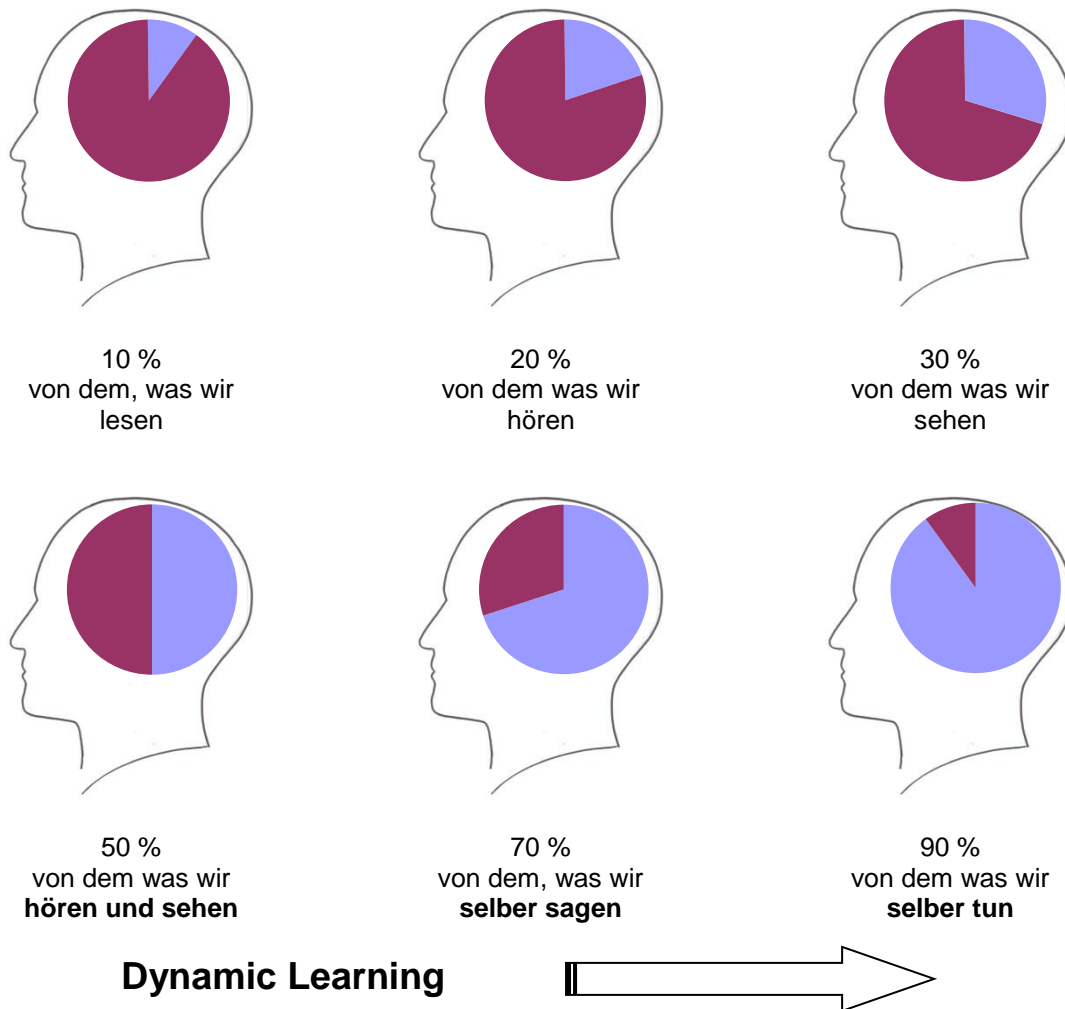 10 %
von dem, was wir
lesen
20 %
von dem was wir
hören
30 %
von dem was wir
sehen
50 %
von dem was wir
hören und sehen
70 %
von dem, was wir
selber sagen
90 %
von dem was wir
selber tun
Dynamic Learning